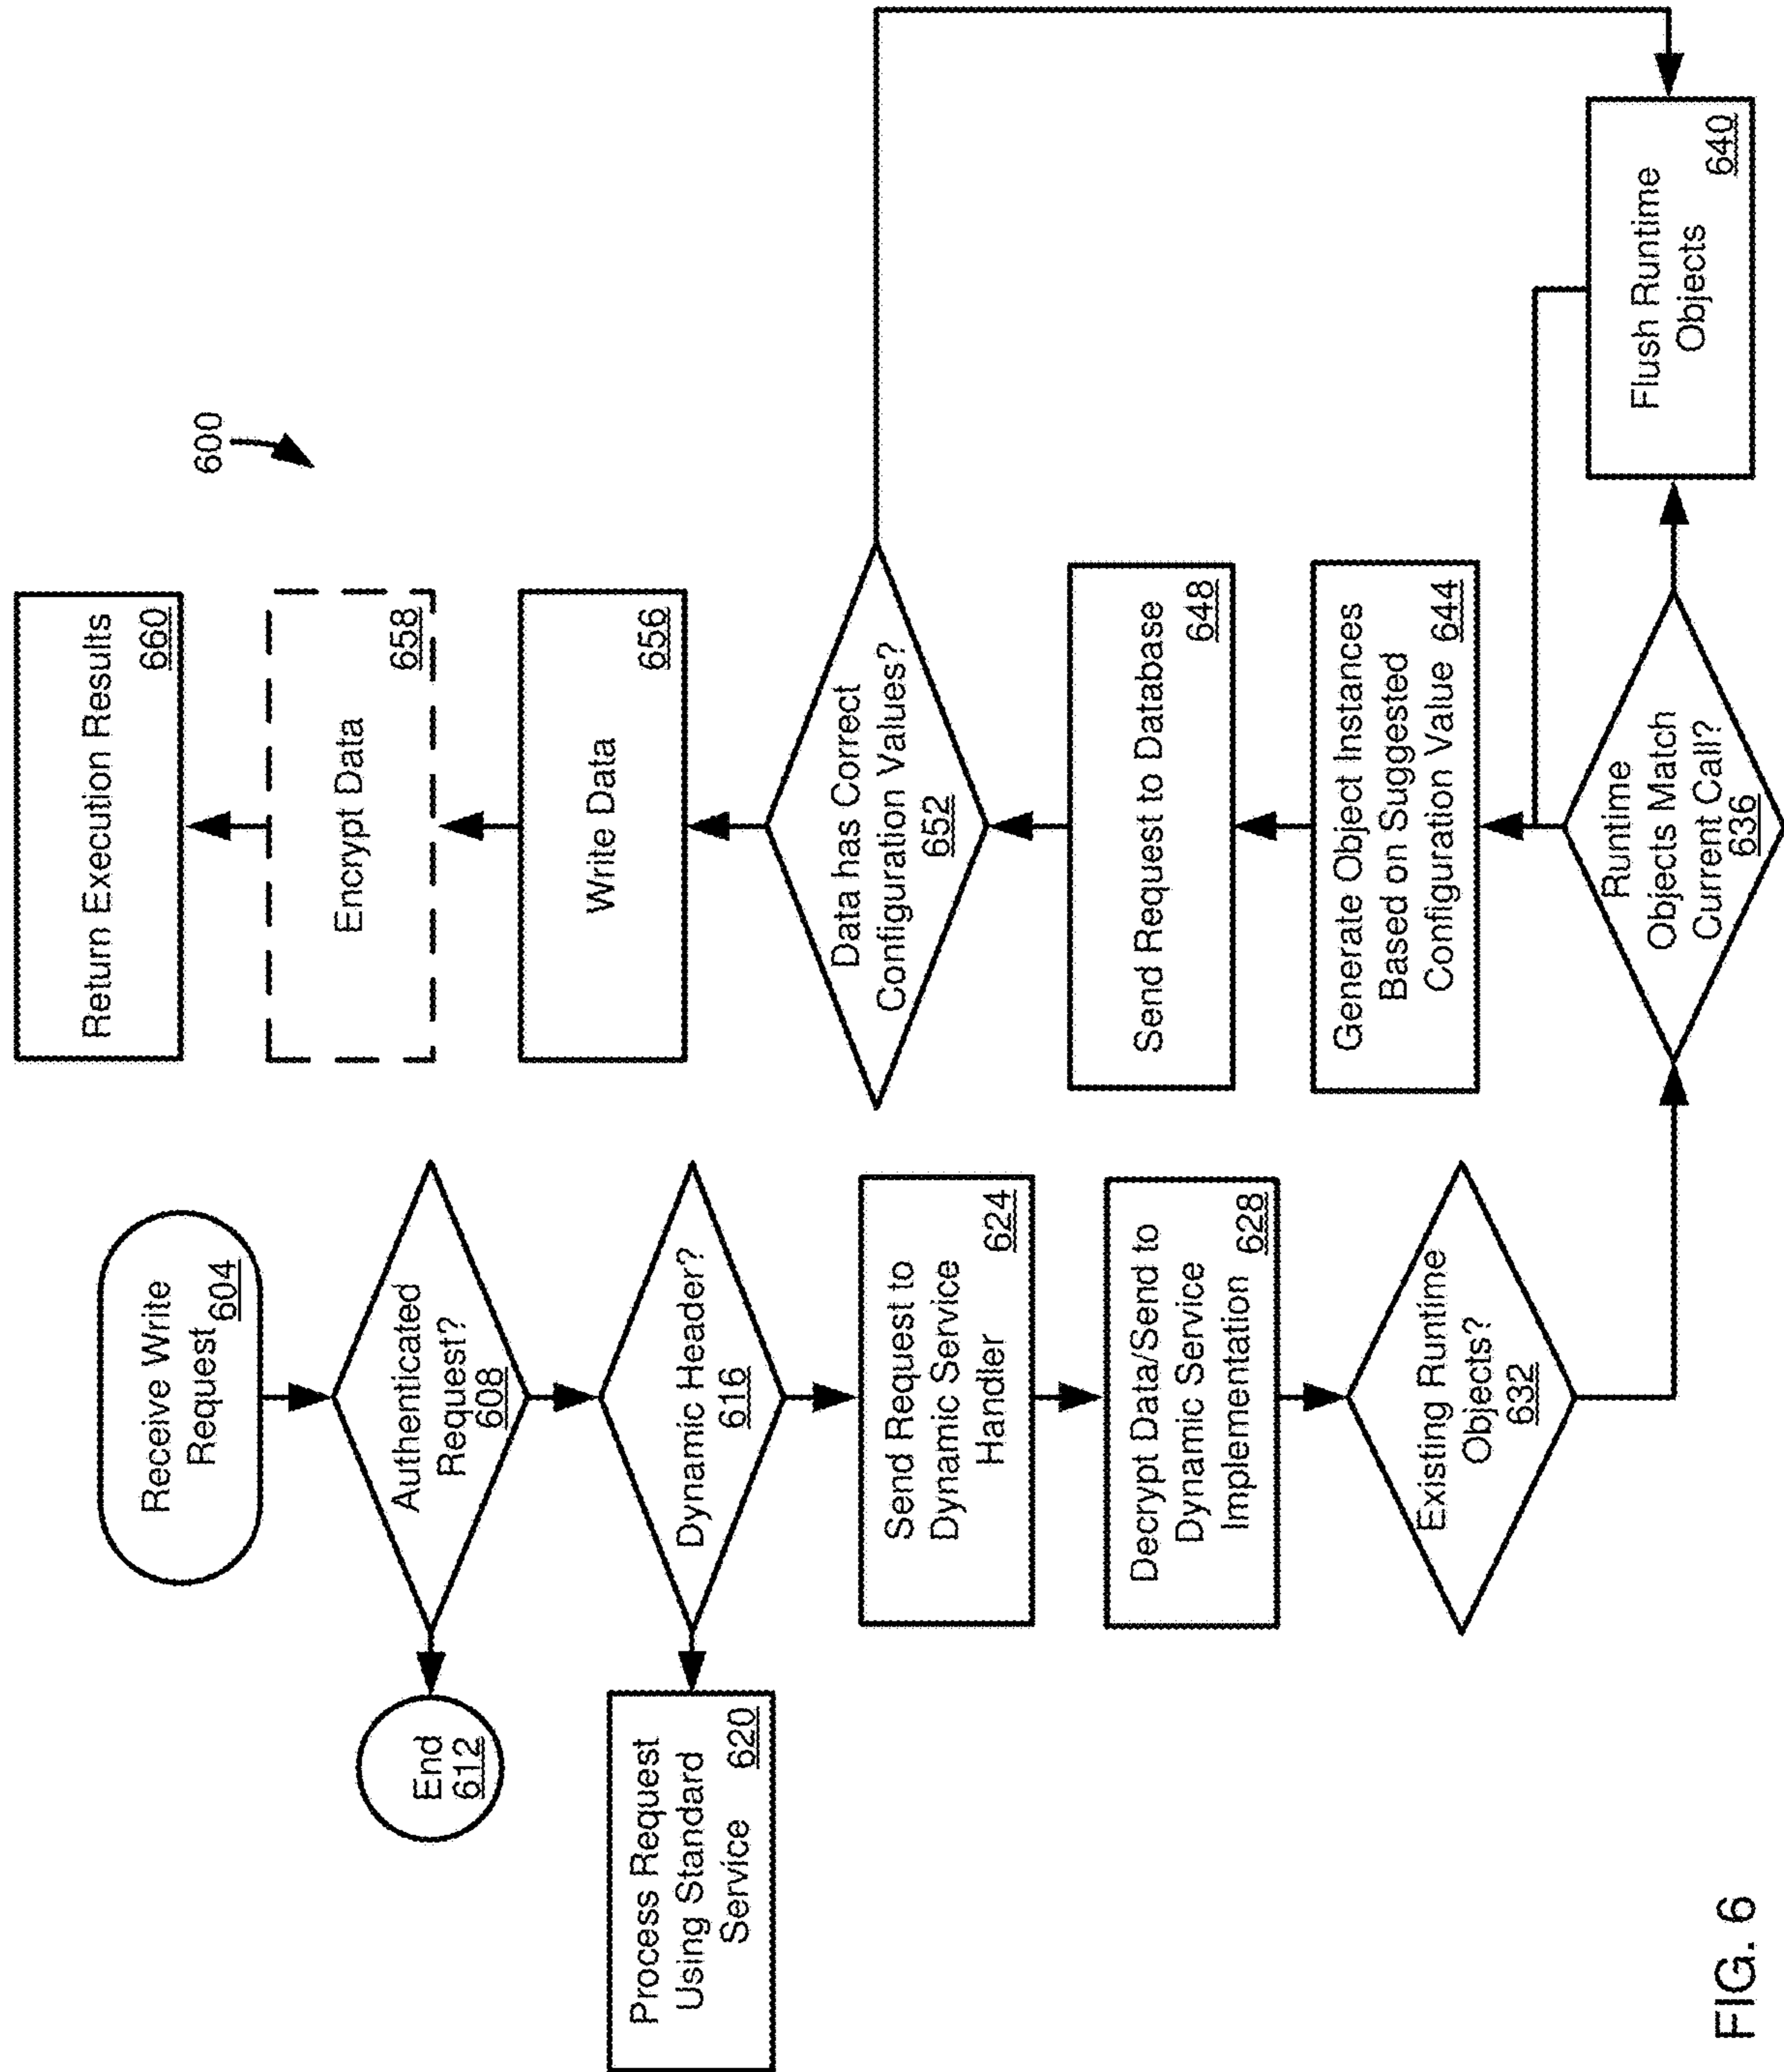 600
Receive Write
Request
604
Authenticated
Request?
608
End
612
Dynamic Header?
616
Process Request
Using Standard
Service
620
Send Request to
Dynamic Service
Handler
624
Decrypt Data/Send to
Dynamic Service
Implementation
628
Existing Runtime
Objects?
632
Runtime
Objects Match
Current Call?
636
Flush Runtime
Objects
640
Generate Object Instances
Based on Suggested
Configuration Value
644
Send Request to Database
648
Data has Correct
Configuration Values?
652
Write Data
656
Encrypt Data
658
Return Execution Results
660
FIG. 6